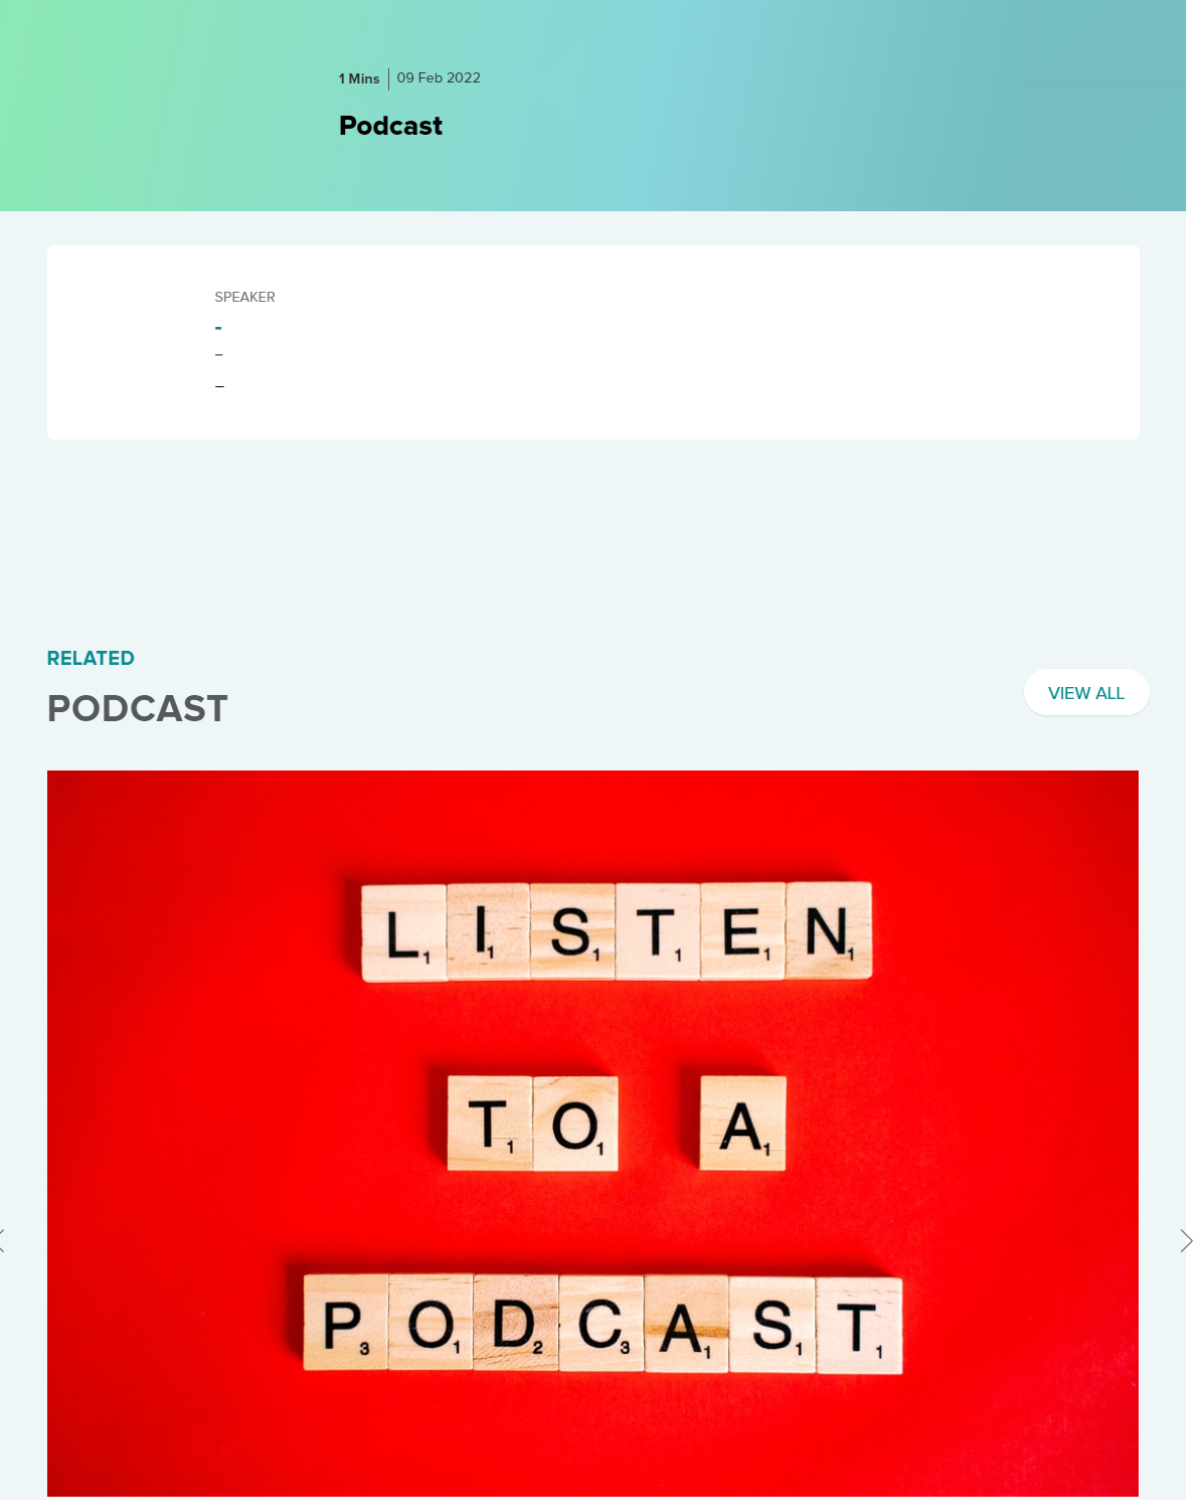 1 Mins | 09 Feb 2022
Podcast
SPEAKER
-
–
–
RELATED
PODCAST
VIEW ALL
L1 I1 S1 T1 E1 N1
T1 O1 A1
P3 O1 D2 C3 A1 S1 T1